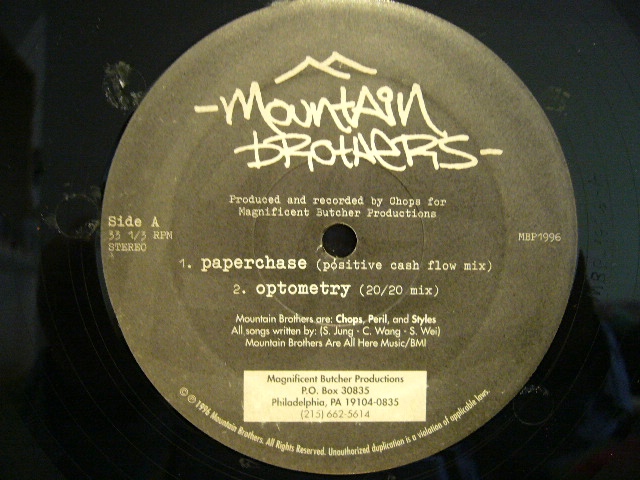 -Mountain
Brothers-
Produced and recorded by Chops for
Magnificent Butcher Productions
Side A
33 1/3 RPM
STEREO
MBP1996
1. paperchase (positive cash flow mix)
2. optometry (20/20 mix)
Mountain Brothers are: Chops, Peril, and Styles
All songs written by: (S. Jung - C. Wang - S. Wei)
Mountain Brothers Are All Here Music/BMI
Magnificent Butcher Productions
P.O. Box 30835
Philadelphia, PA 19104-0835
(215) 662-5614
© ℗ 1996 Mountain Brothers. All Rights Reserved. Unauthorized duplication is a violation of applicable laws.